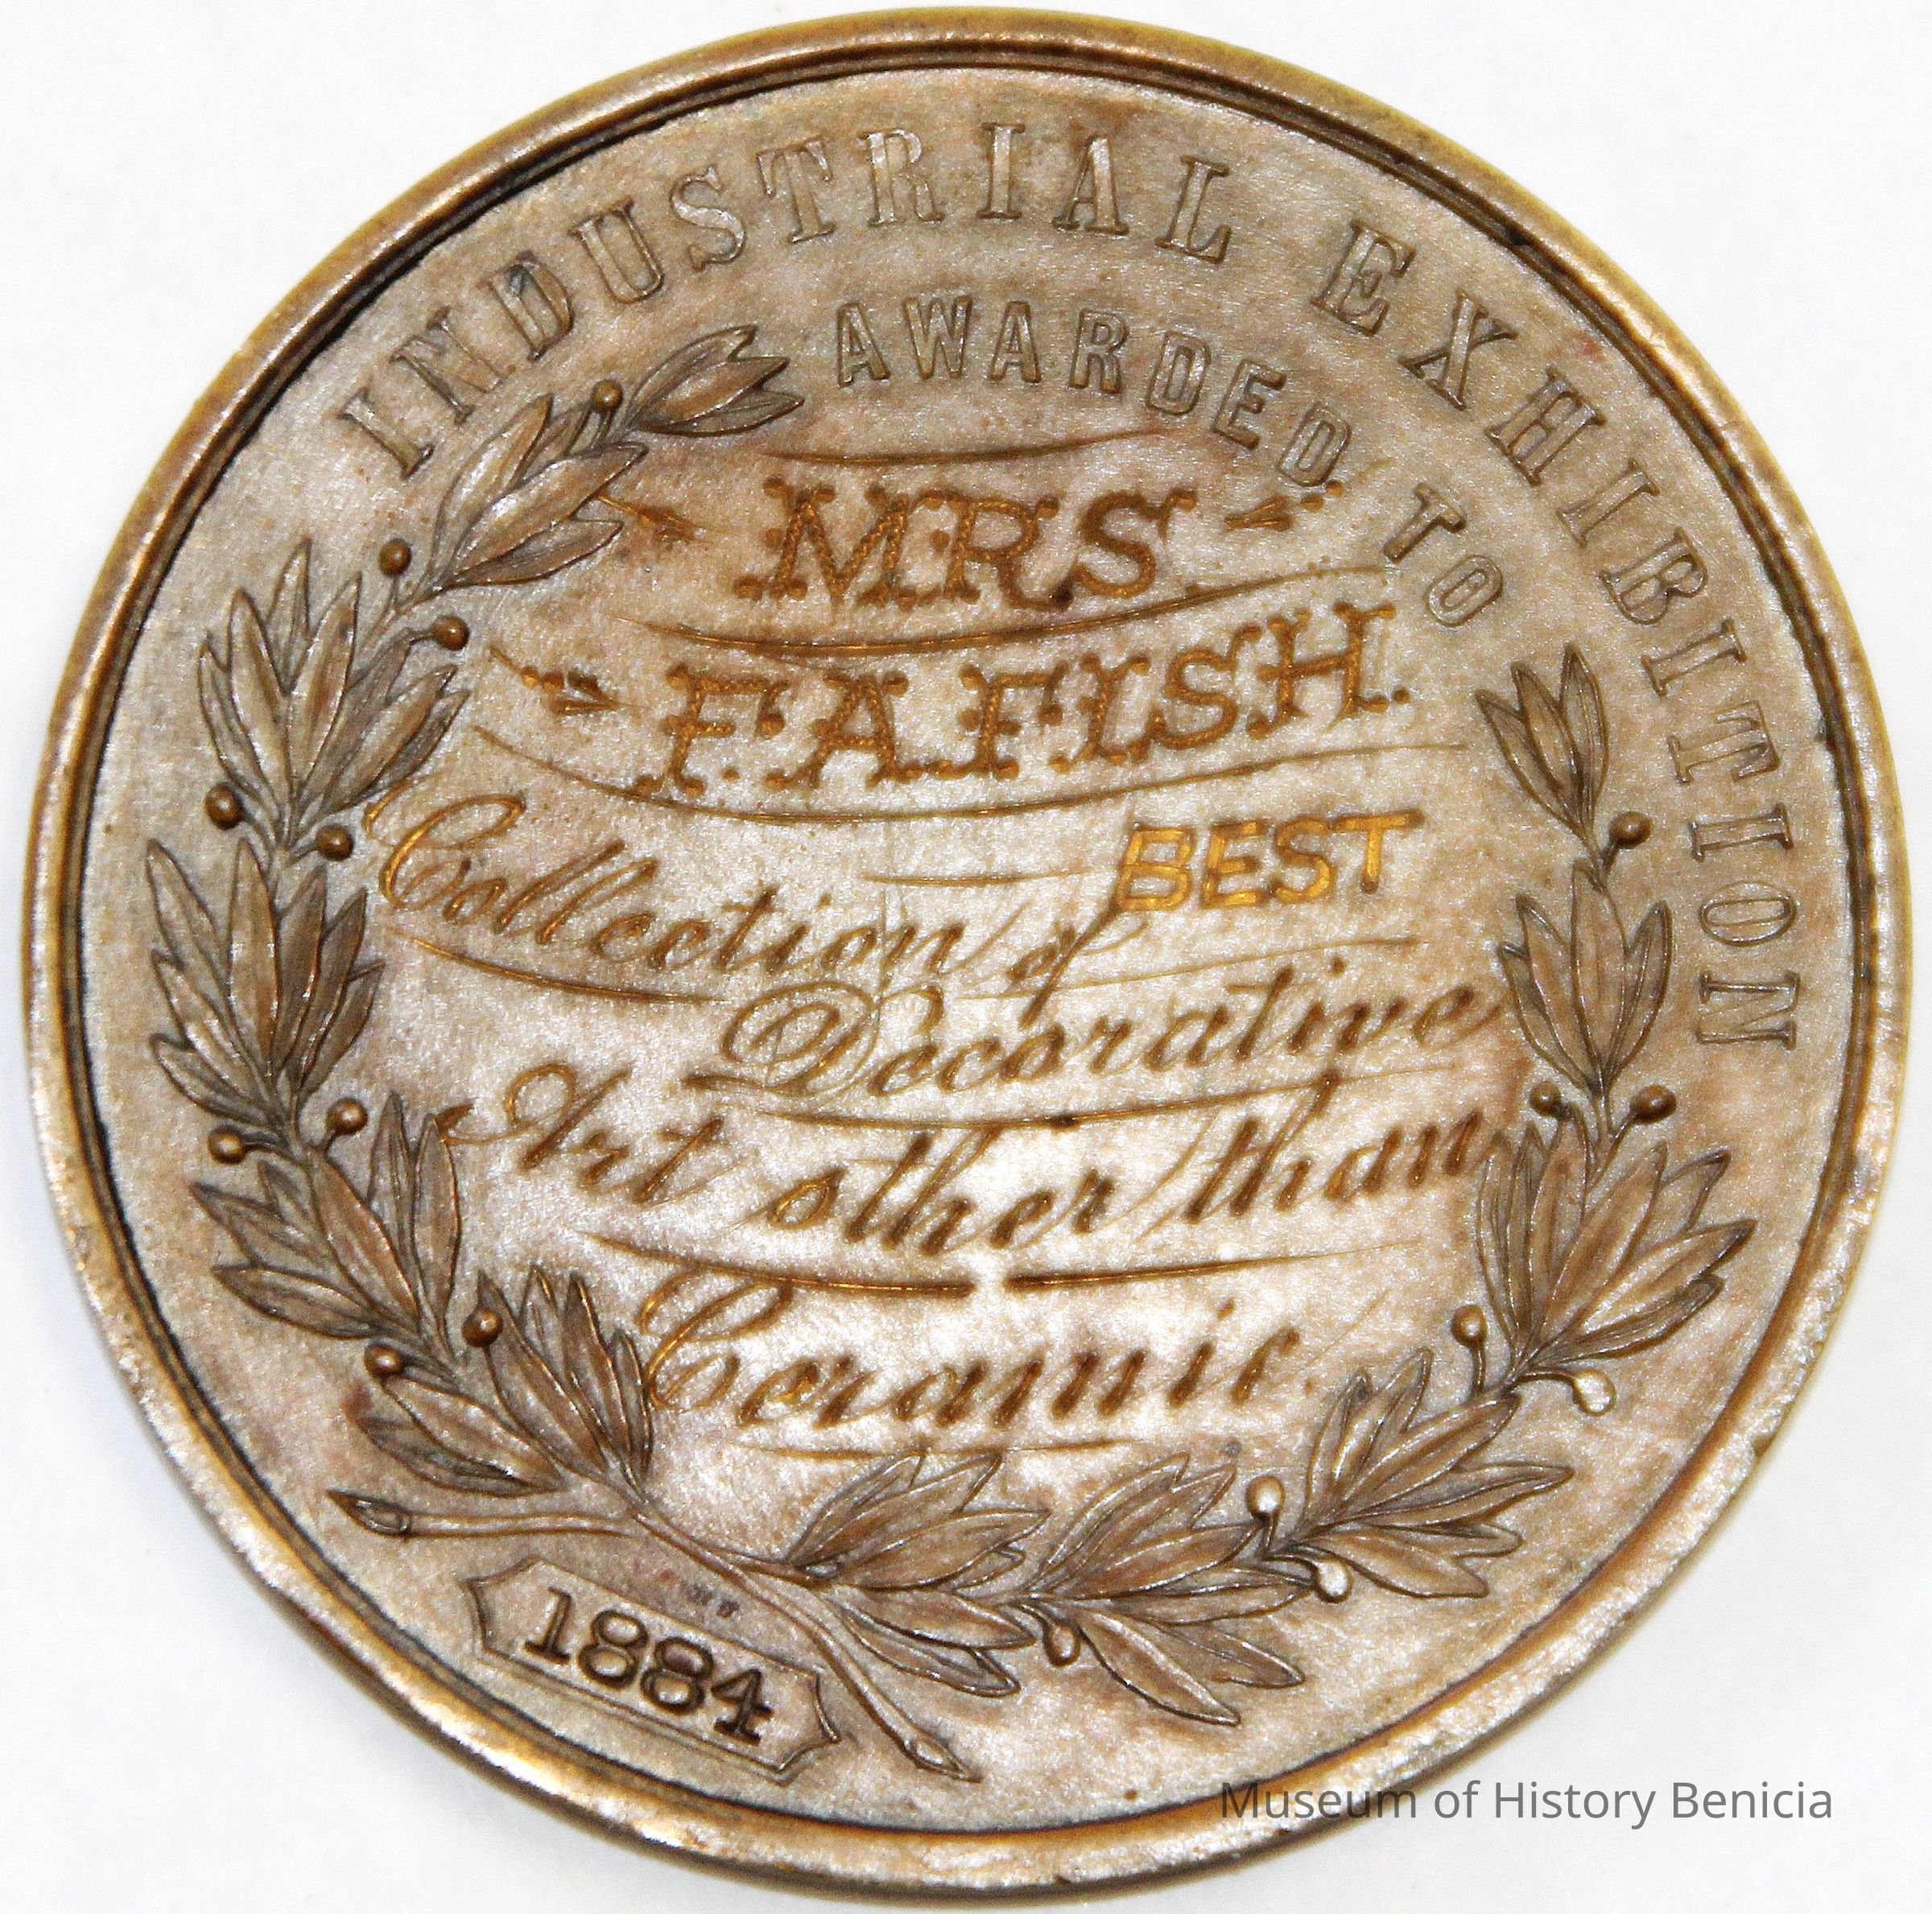 INDUSTRIAL EXHIBITION
AWARDED TO
MRS.
F.A.FISH.
BEST
Collection of
Decorative
Art other than
Ceramic.
1884
Museum of History Benicia